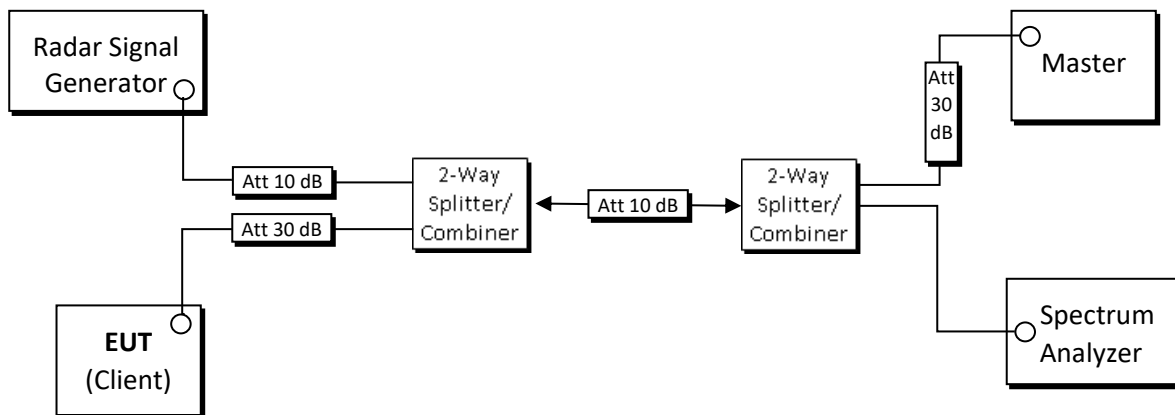 Radar Signal
Generator
Att 10 dB
Att 30 dB
EUT
(Client)
2-Way
Splitter/
Combiner
Att 10 dB
2-Way
Splitter/
Combiner
Att
30
dB
Master
Spectrum
Analyzer